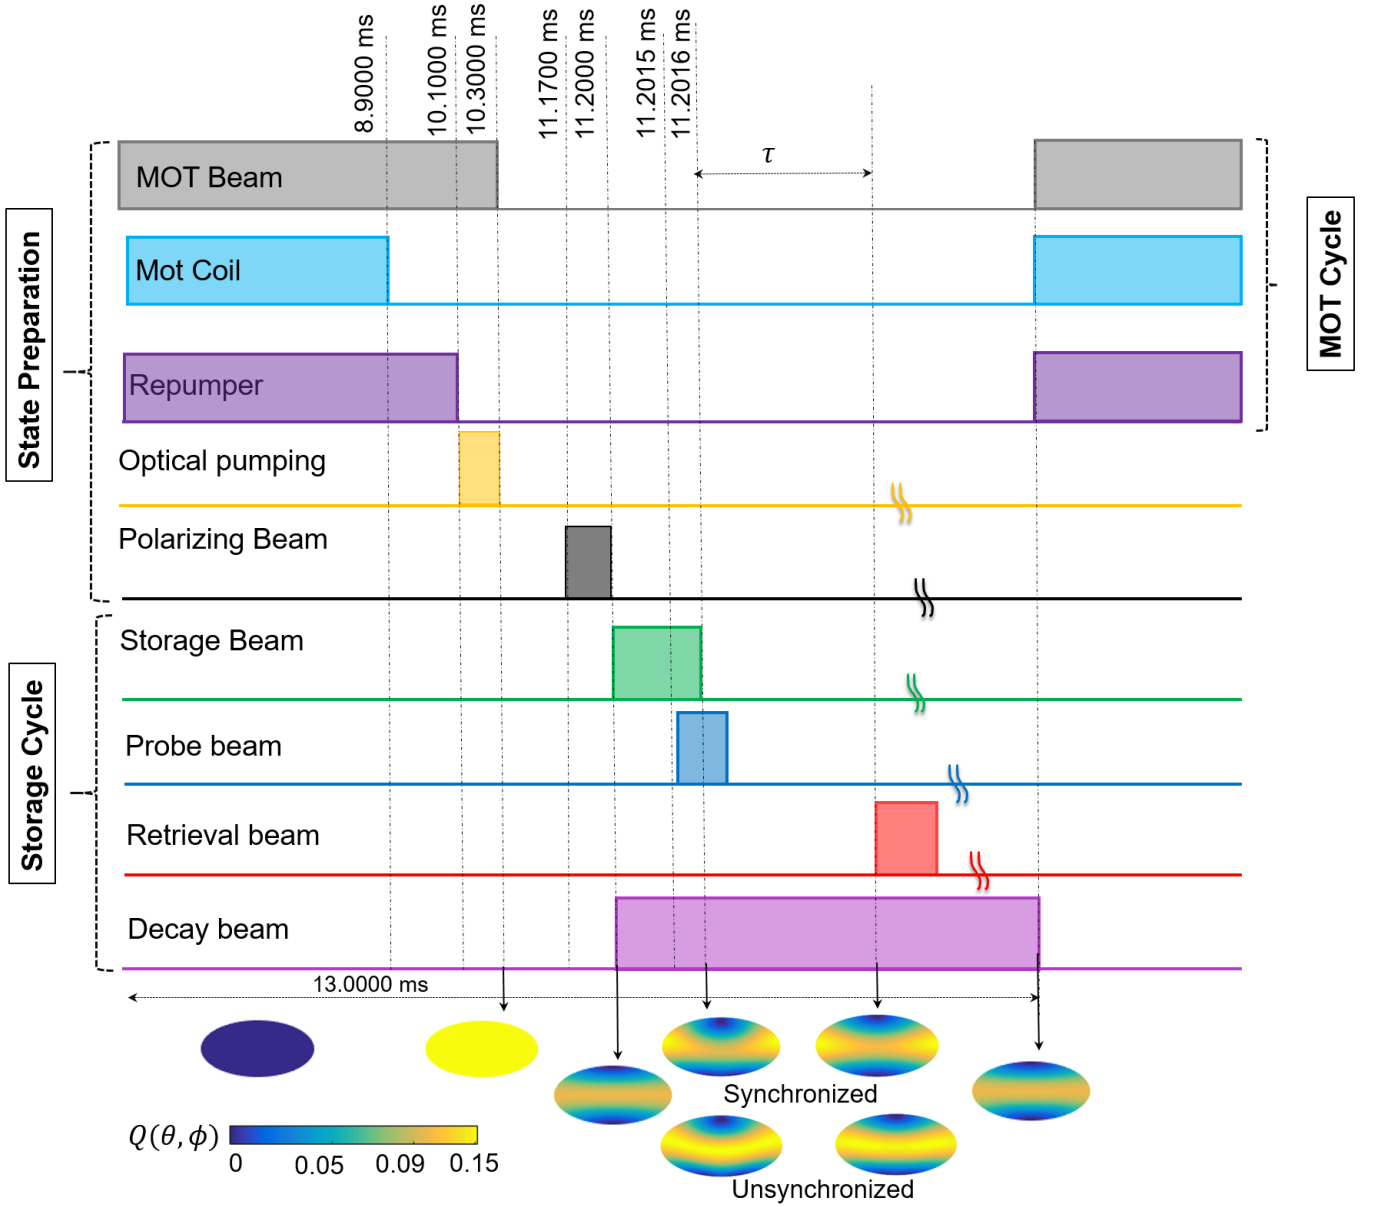 8.9000 ms
10.1000 ms
10.3000 ms
11.1700 ms
11.2000 ms
11.2015 ms
11.2016 ms
τ
MOT Beam
Mot Coil
Repumper
Optical pumping
Polarizing Beam
State Preparation
MOT Cycle
Storage Beam
Probe beam
Retrieval beam
Decay beam
Storage Cycle
13.0000 ms
Synchronized
Q(θ,ϕ)
0 0.05 0.09 0.15
Unsynchronized